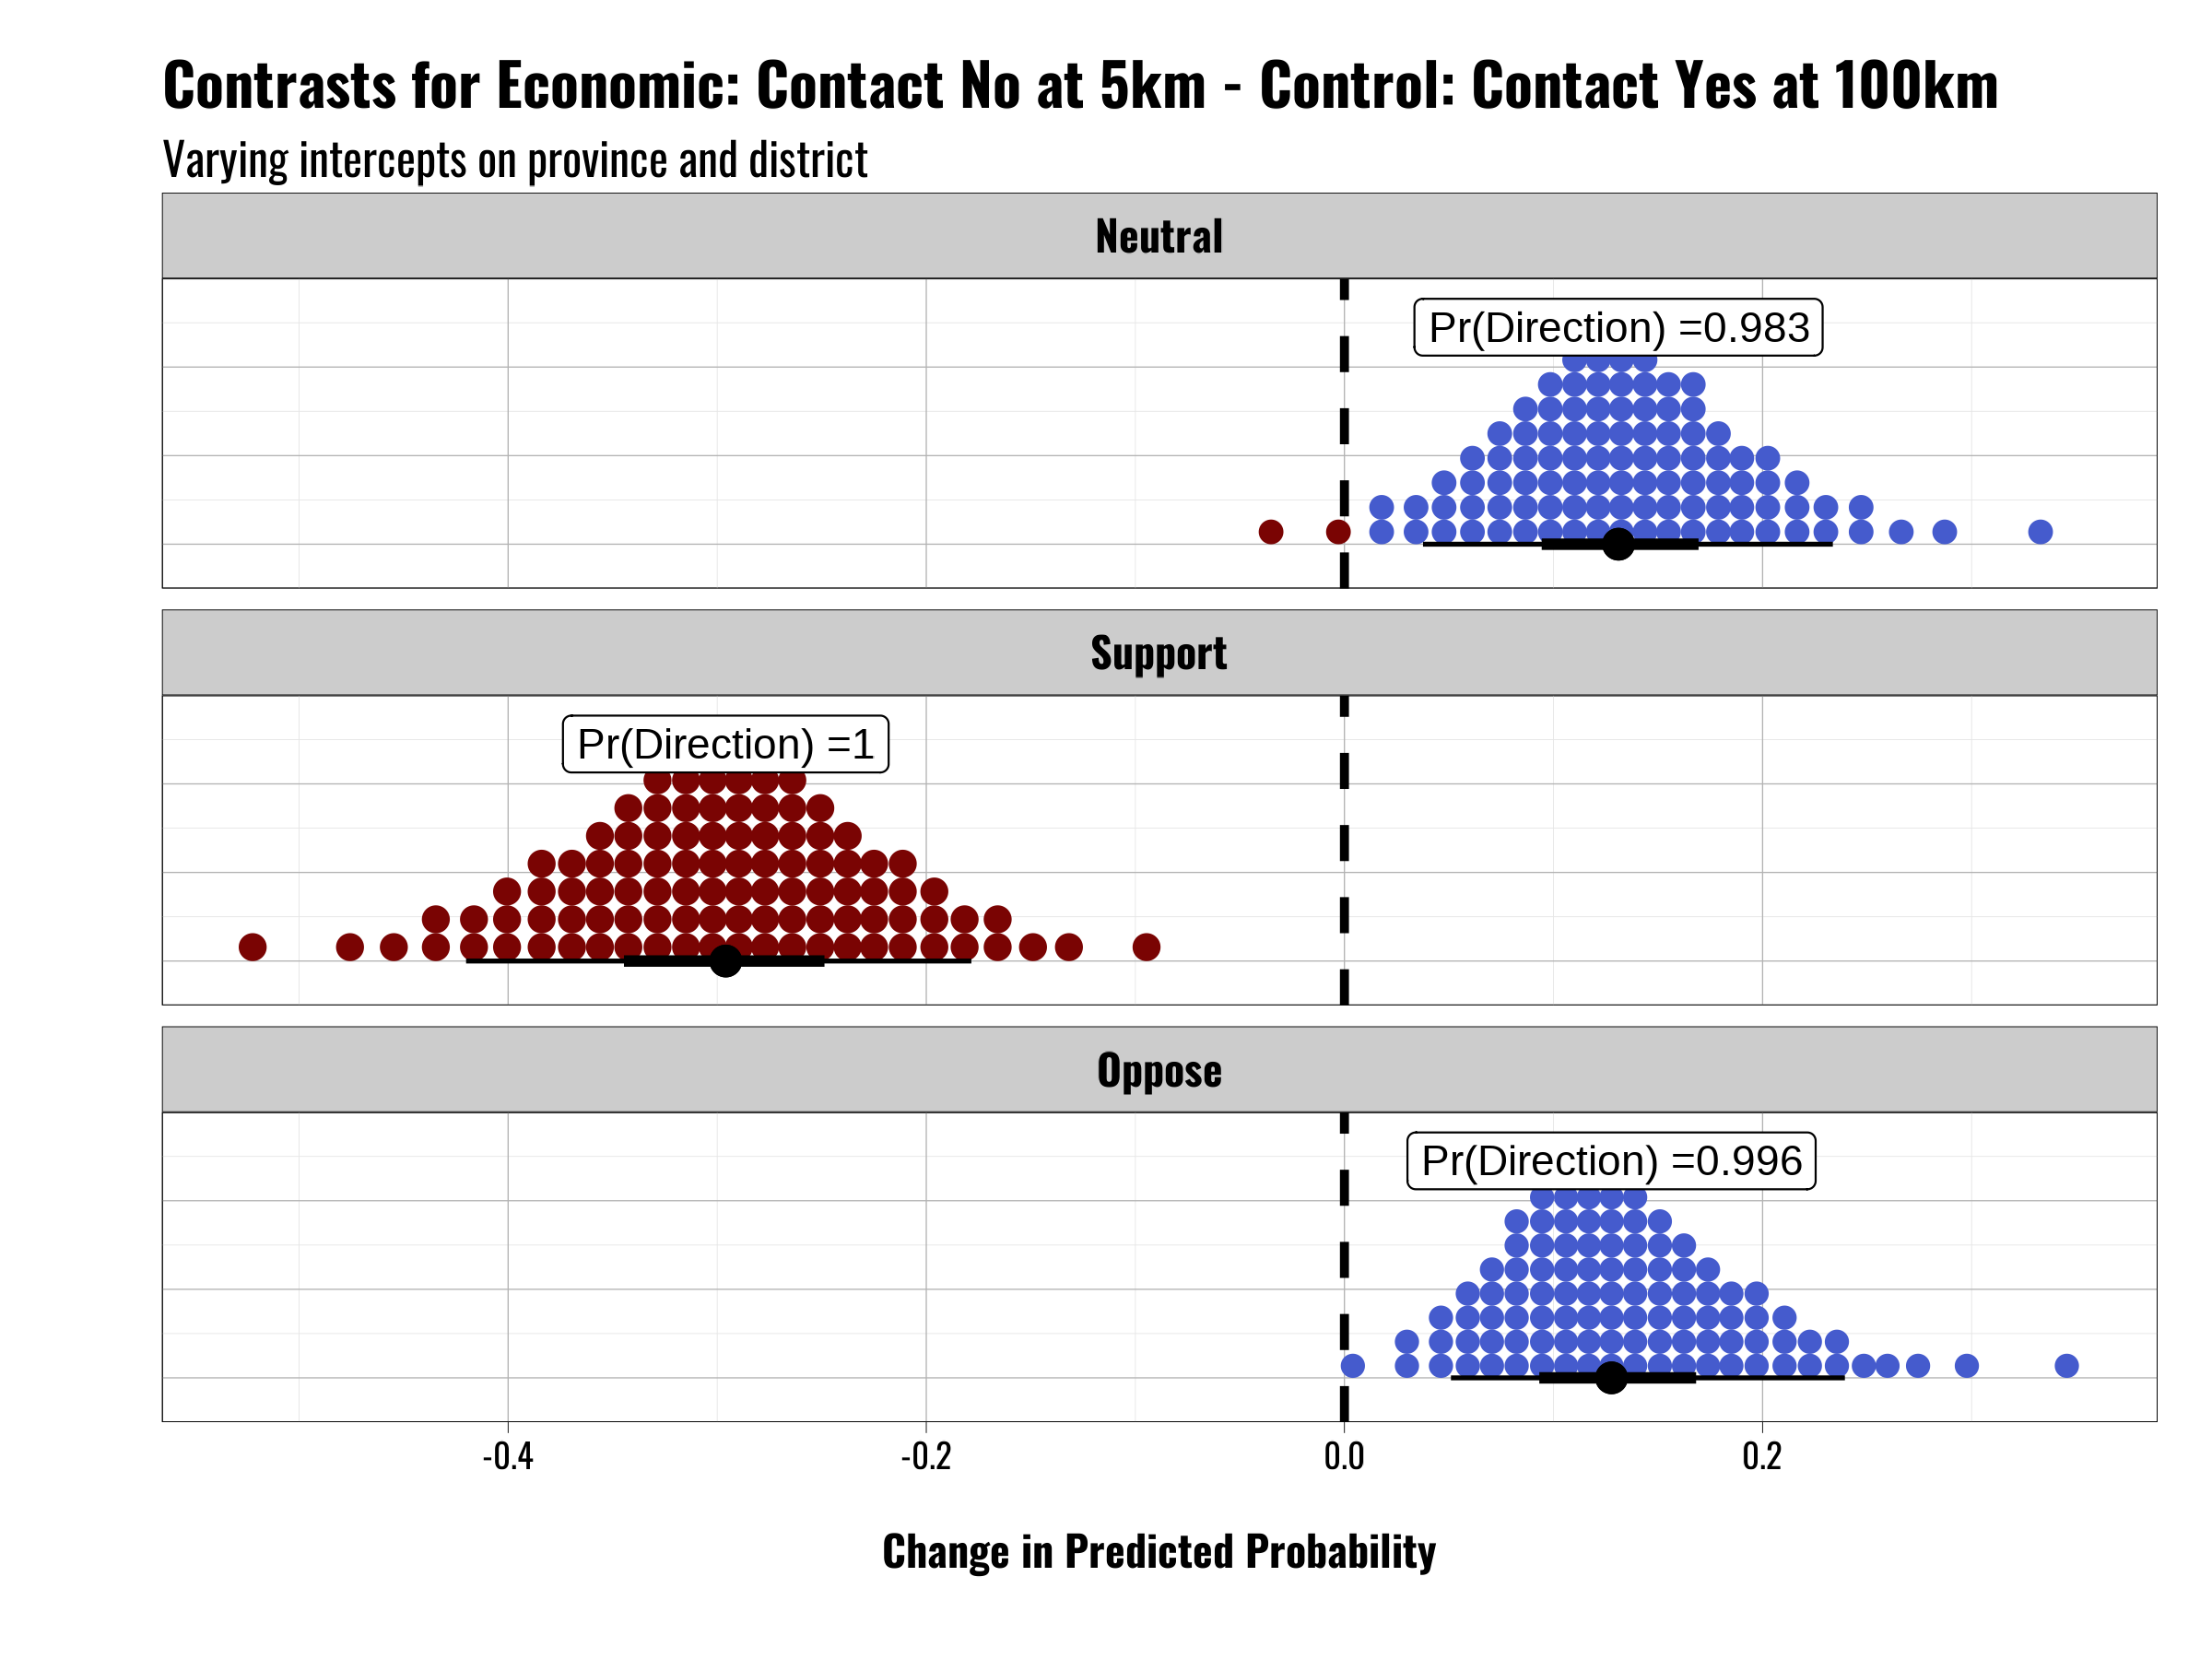 Contrasts for Economic: Contact No at 5km - Control: Contact Yes at 100km
Varying intercepts on province and district
Neutral
Pr(Direction) =0.983
Support
Pr(Direction) =1
Oppose
Pr(Direction) =0.996
-0.4 -0.2 0.0 0.2
Change in Predicted Probability